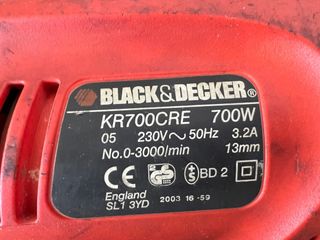 BLACK&DECKER®
KR700CRE 700W
05 230V~50Hz 3.2A
No.0-3000/min 13mm
CE GS BD 2
England
SL1 3YD 2003 16-59